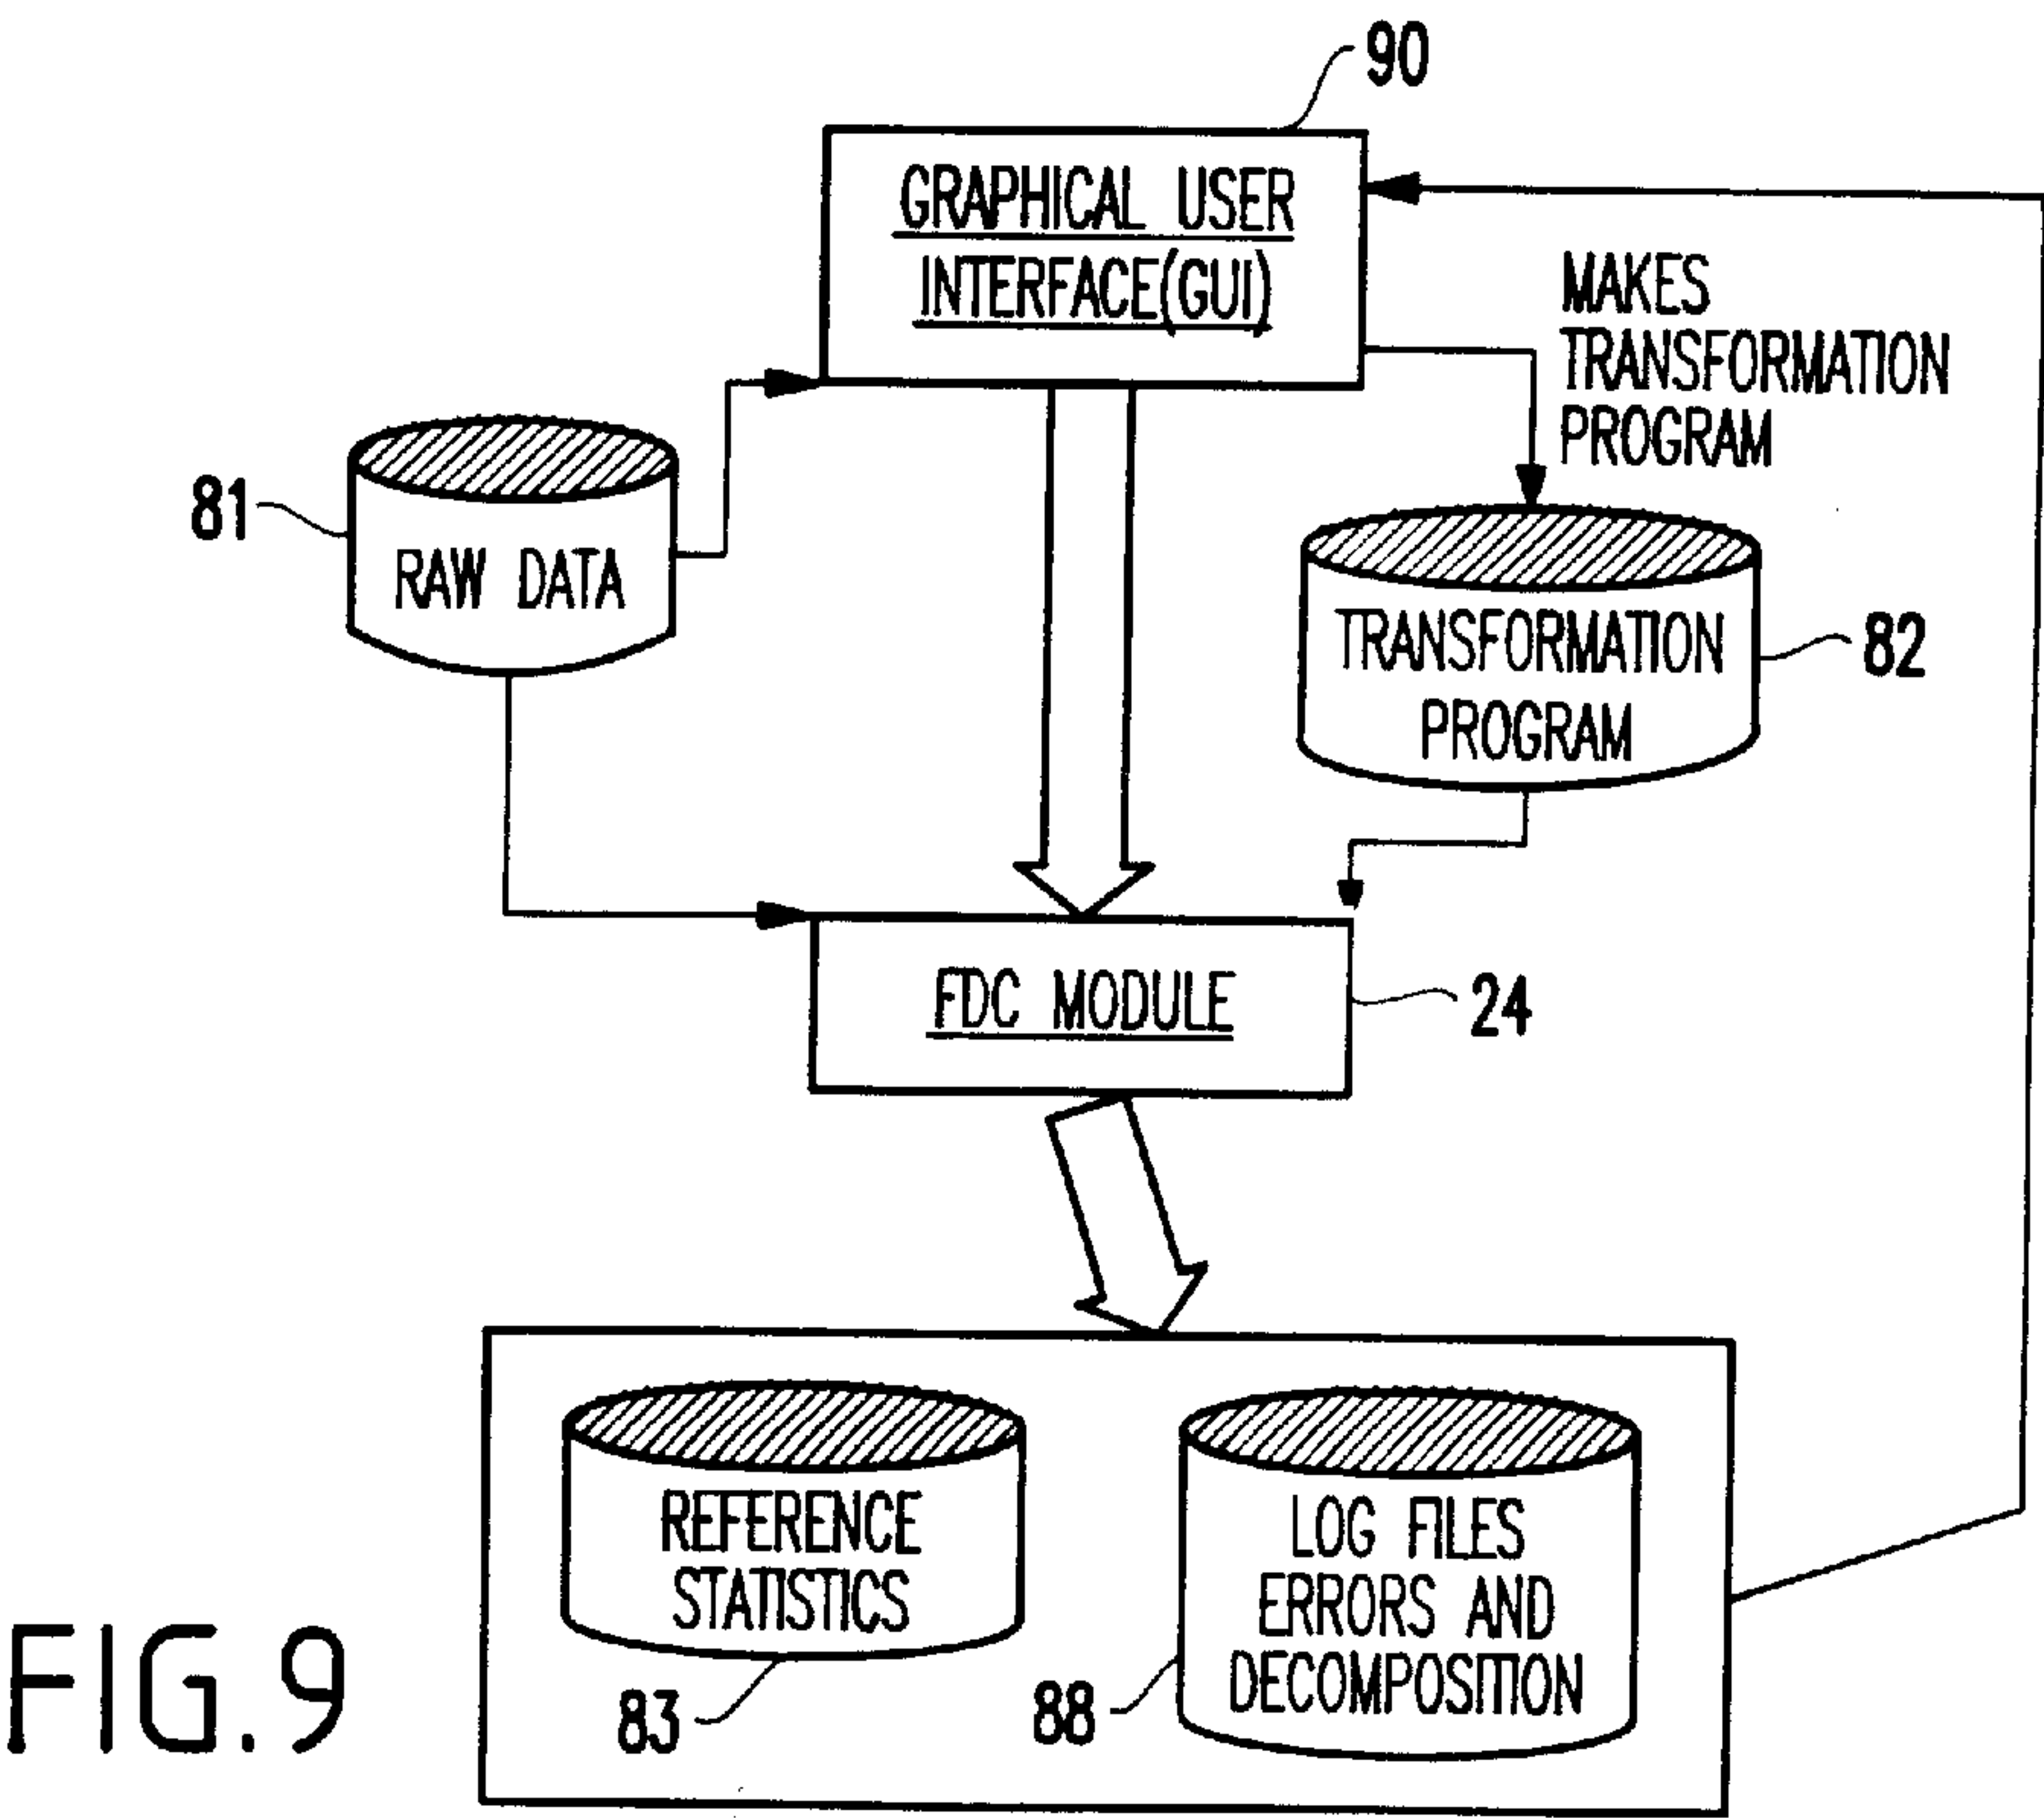 90
GRAPHICAL USER
INTERFACE(GUI)
MAKES
TRANSFORMATION
PROGRAM
81
RAW DATA
TRANSFORMATION
PROGRAM
82
FDC MODULE
24
REFERENCE
STATISTICS
83
LOG FILES
ERRORS AND
DECOMPOSITION
88
FIG.9